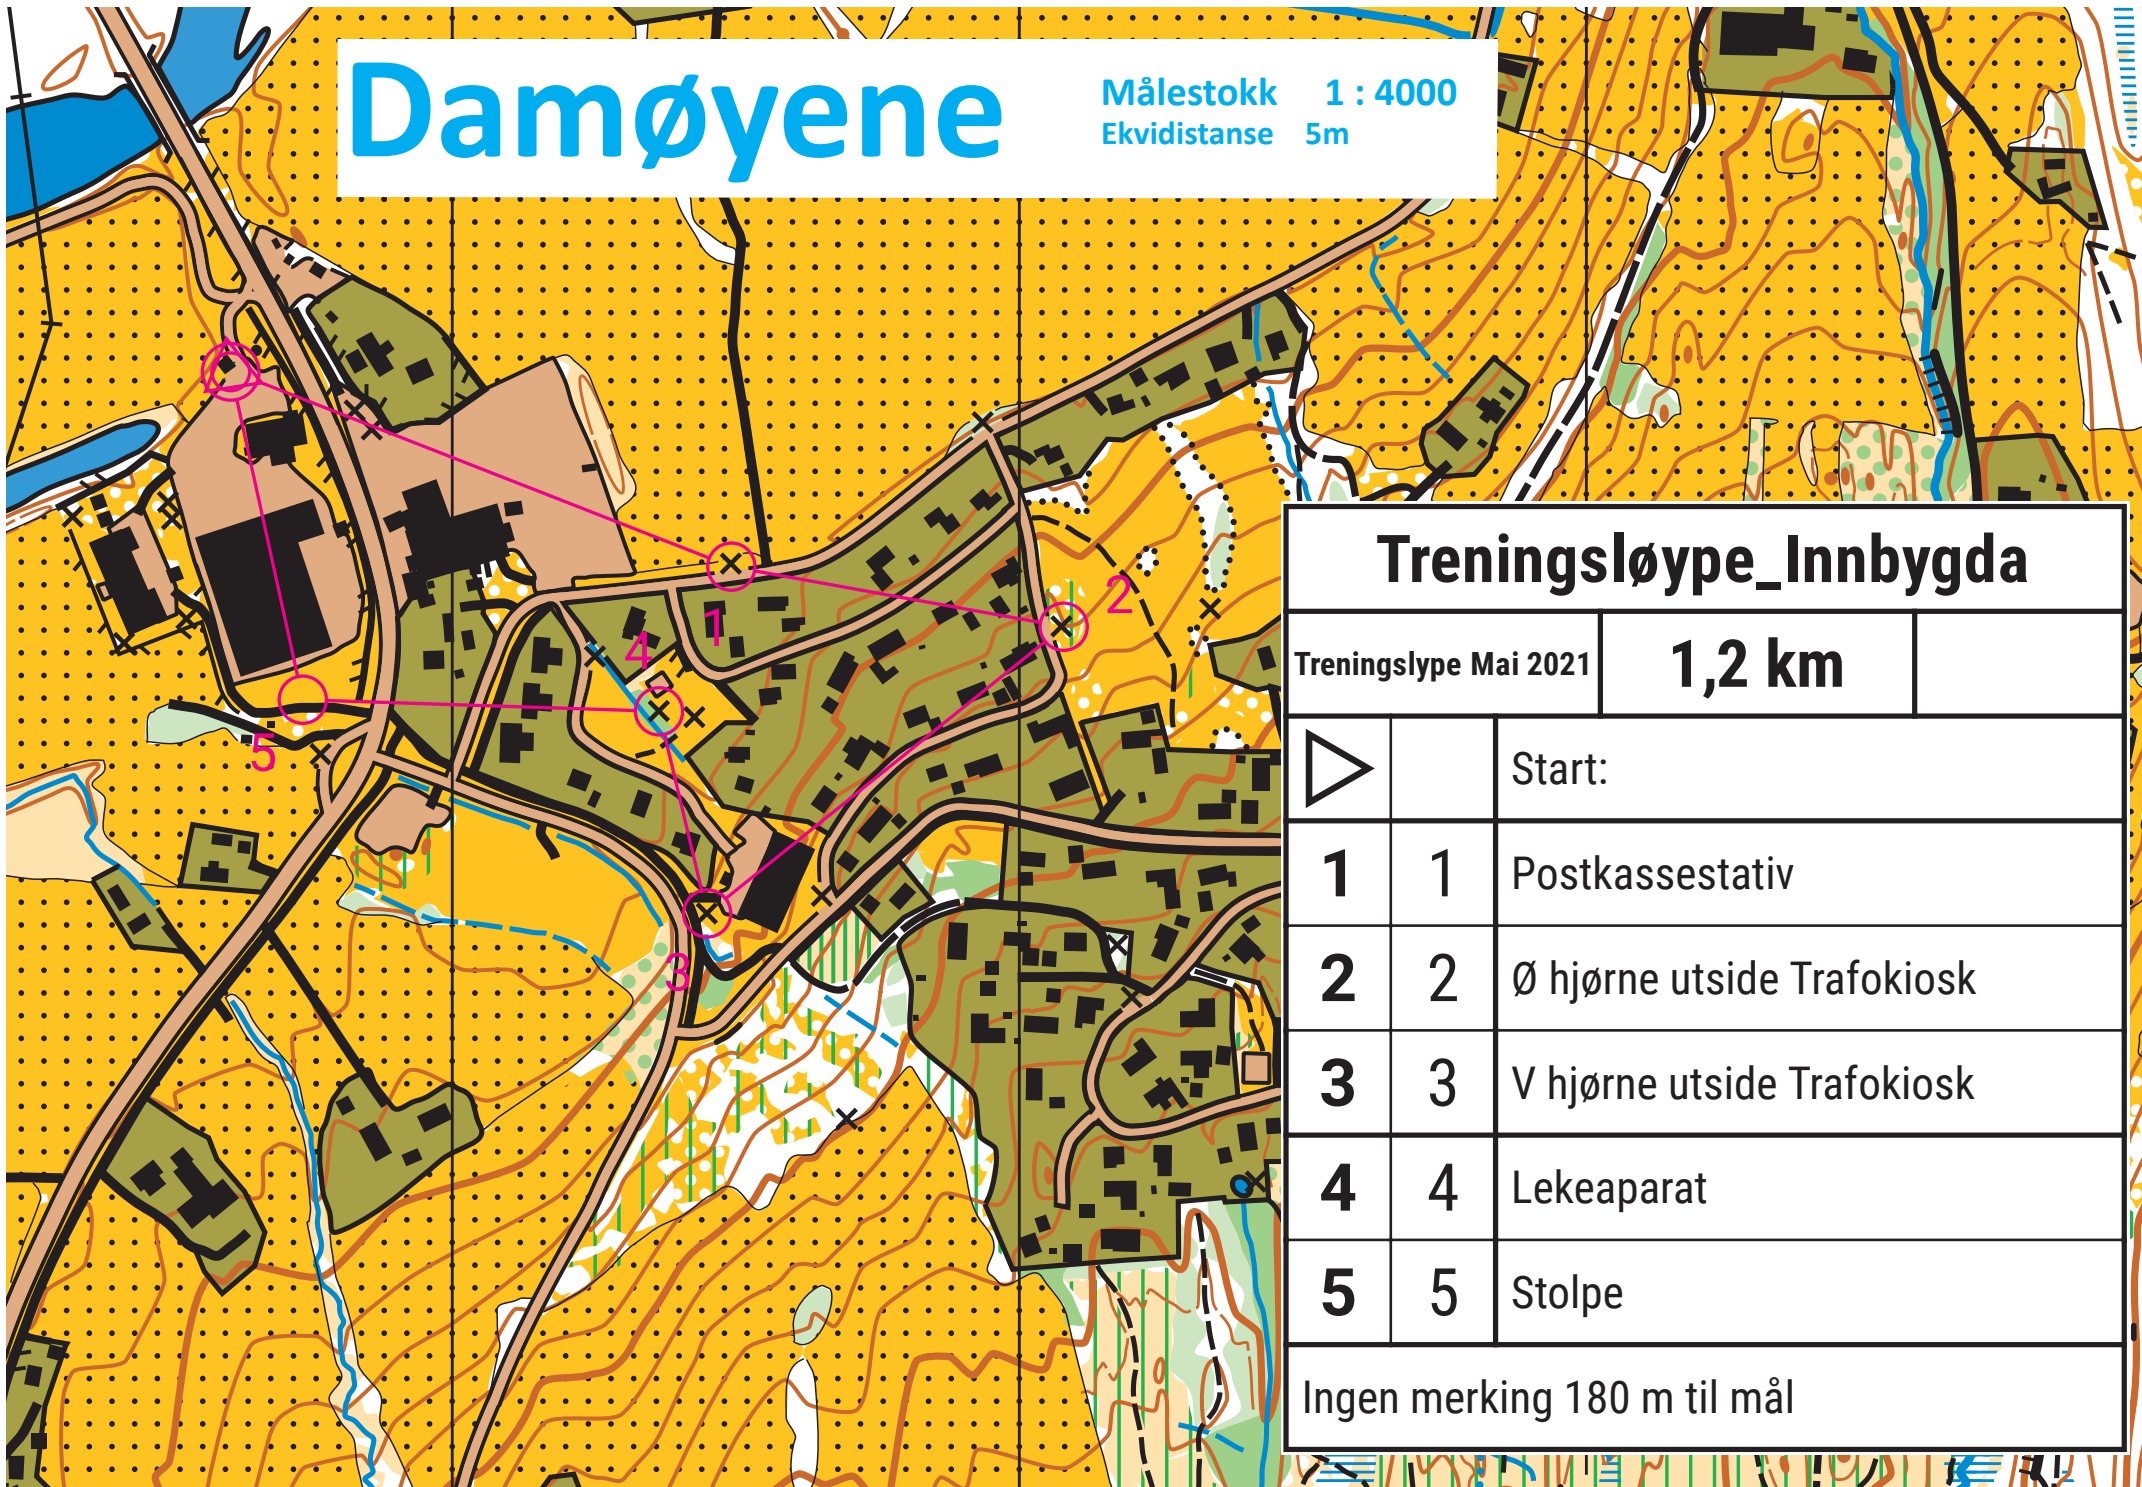 Damøyene
Målestokk 1 : 4000
Ekvidistanse 5m
1
2
3
4
5
Treningsløype_Innbygda
Treningslype Mai 2021 1,2 km
Start:
1 1 Postkassestativ
2 2 Ø hjørne utside Trafokiosk
3 3 V hjørne utside Trafokiosk
4 4 Lekeaparat
5 5 Stolpe
Ingen merking 180 m til mål